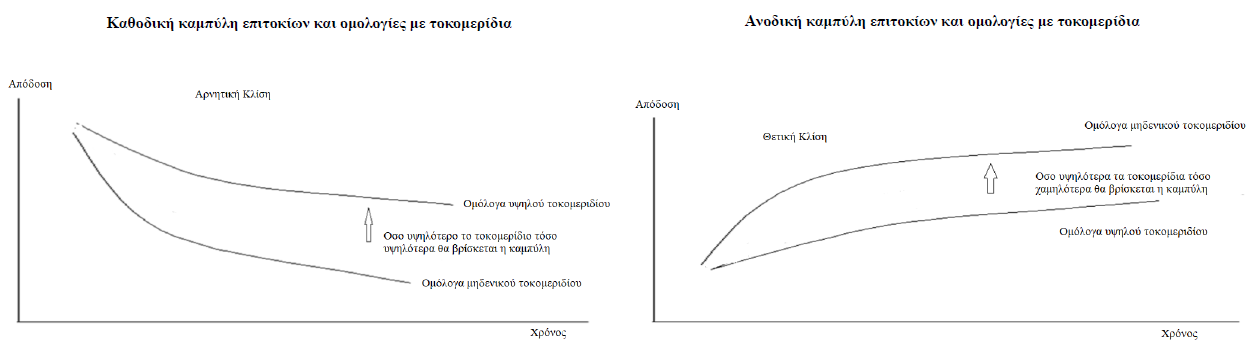 Καθοδική καμπύλη επιτοκίων και ομολογίες με τοκομερίδια
Απόδοση
Αρνητική Κλίση
Ομόλογα υψηλού τοκομεριδίου
Οσο υψηλότερο το τοκομερίδιο τόσο
υψηλότερα θα βρίσκεται η καμπύλη
Ομόλογα μηδενικού τοκομεριδίου
Χρόνος
Ανοδική καμπύλη επιτοκίων και ομολογίες με τοκομερίδια
Απόδοση
Θετική Κλίση
Ομόλογα μηδενικού τοκομεριδίου
Οσο υψηλότερα τα τοκομερίδια τόσο
χαμηλότερα θα βρίσκεται η καμπύλη
Ομόλογα υψηλού τοκομεριδίου
Χρόνος